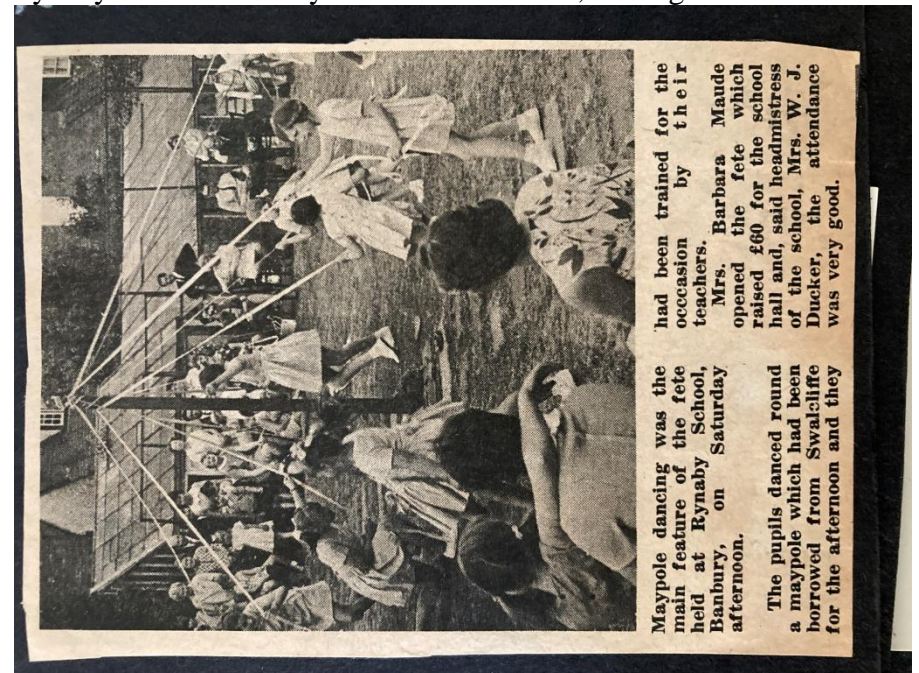 Maypole dancing was the
main feature of the fete
held at Rynaby School,
Banbury, on Saturday
afternoon.
The pupils danced round
a maypole which had been
borrowed from Swalcliffe
for the afternoon and they
had been trained for the
occasion by their
teachers.
Mrs. Barbara Maude
opened the fete which
raised £60 for the school
hall and, said headmistress
of the school, Mrs. W. J.
Ducker, the attendance
was very good.